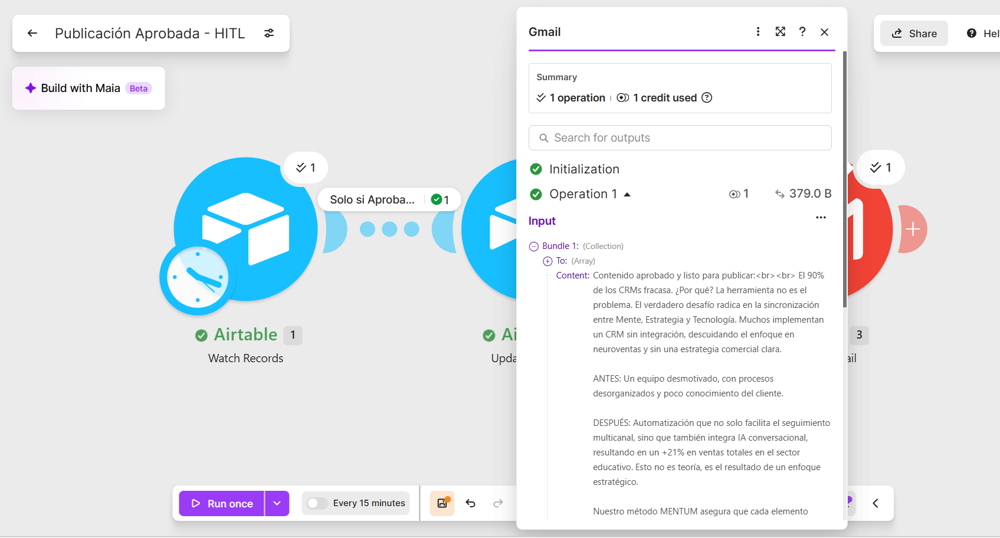 Publicación Aprobada - HITL
Build with Maia Beta
Share
Hel
Gmail
Summary
1 operation
1 credit used
Search for outputs
Initialization
Operation 1
1
379.0 B
Input
Bundle 1: (Collection)
To: (Array)
Content: Contenido aprobado y listo para publicar:<br><br> El 90%
de los CRMs fracasa. ¿Por qué? La herramienta no es el
problema. El verdadero desafío radica en la sincronización
entre Mente, Estrategia y Tecnología. Muchos implementan
un CRM sin integración, descuidando el enfoque en
neuroventas y sin una estrategia comercial clara.
ANTES: Un equipo desmotivado, con procesos
desorganizados y poco conocimiento del cliente.
DESPUÉS: Automatización que no solo facilita el seguimiento
multicanal, sino que también integra IA conversacional,
resultando en un +21% en ventas totales en el sector
educativo. Esto no es teoría, es el resultado de un enfoque
estratégico.
Nuestro método MENTUM asegura que cada elemento
1
Solo si Aproba... 1
1
Airtable 1
Watch Records
Ai
Upda
3
ail
Run once
Every 15 minutes